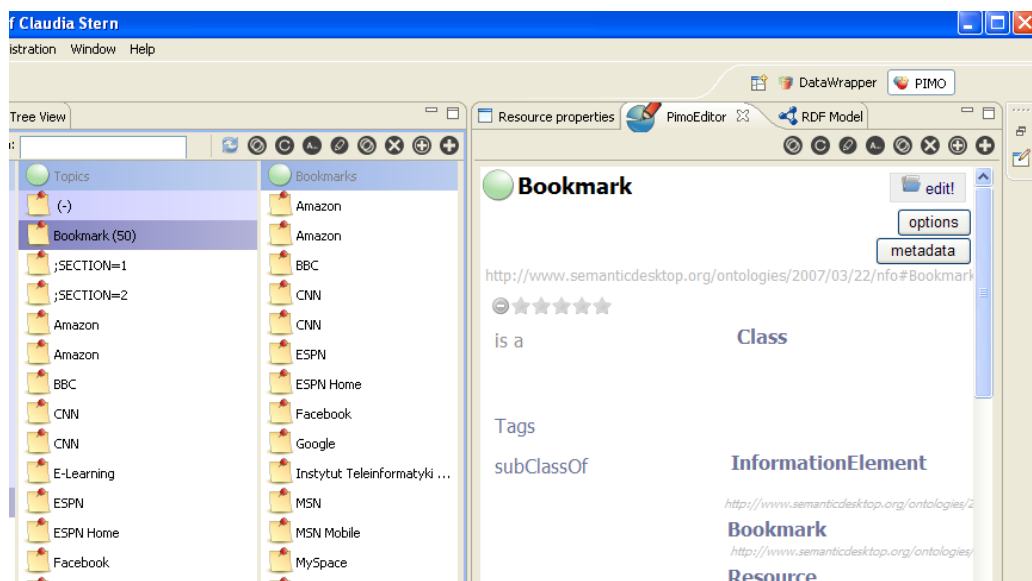 f Claudia Stern
istration Window Help
DataWrapper PIMO
Tree View
Resource properties PimoEditor RDF Model
Topics
(-)
Bookmark (50)
;SECTION=1
;SECTION=2
Amazon
Amazon
BBC
CNN
CNN
E-Learning
ESPN
ESPN Home
Facebook
Bookmarks
Amazon
Amazon
BBC
CNN
CNN
ESPN
ESPN Home
Facebook
Google
Instytut Teleinformatyki ...
MSN
MSN Mobile
MySpace
Bookmark
edit!
options
metadata
http://www.semanticdesktop.org/ontologies/2007/03/22/nfo#Bookmark
is a Class
Tags
subClassOf InformationElement
http://www.semanticdesktop.org/ontologies/2
Bookmark
http://www.semanticdesktop.org/ontologies/
Resource